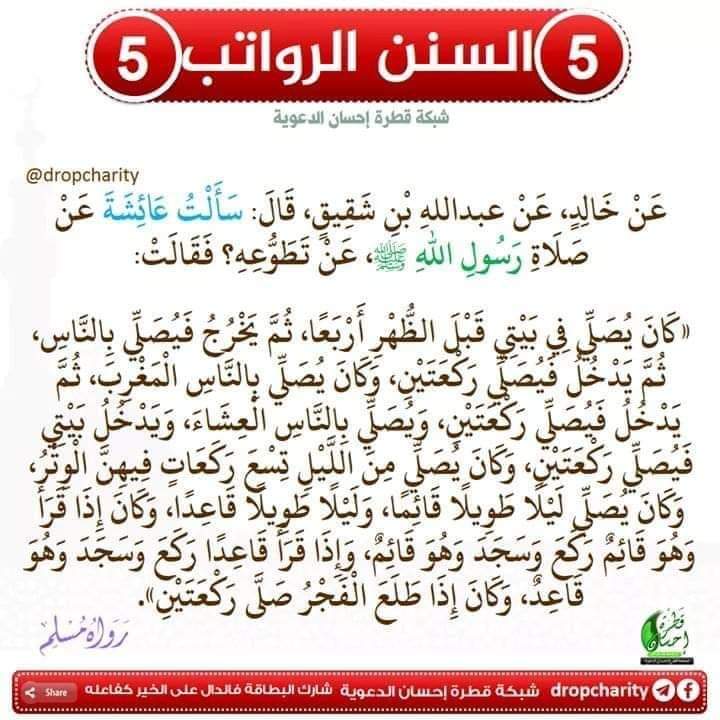 5 السنن الرواتب 5
شبكة قطرة إحسان الدعوية
@dropcharity
عَنْ خَالِدٍ، عَنْ عبداللهِ بْنِ شَقِيقٍ، قَالَ: سَأَلْتُ عَائِشَةَ عَنْ
صَلَاةِ رَسُولِ اللهِ ﷺ، عَنْ تَطَوُّعِهِ؟ فَقَالَتْ:
«كَانَ يُصَلِّي فِي بَيْتِي قَبْلَ الظُّهْرِ أَرْبَعًا، ثُمَّ يَخْرُجُ فَيُصَلِّي بِالنَّاسِ،
ثُمَّ يَدْخُلُ فَيُصَلِّي رَكْعَتَيْنِ، وَكَانَ يُصَلِّي بِالنَّاسِ الْمَغْرِبَ، ثُمَّ
يَدْخُلُ فَيُصَلِّي رَكْعَتَيْنِ، وَيُصَلِّي بِالنَّاسِ الْعِشَاءَ، وَيَدْخُلُ بَيْتِي
فَيُصَلِّي رَكْعَتَيْنِ، وَكَانَ يُصَلِّي مِنَ اللَّيْلِ تِسْعَ رَكَعَاتٍ فِيهِنَّ الْوِتْرُ،
وَكَانَ يُصَلِّي لَيْلًا طَوِيلًا قَائِمًا، وَلَيْلًا طَوِيلًا قَاعِدًا، وَكَانَ إِذَا قَرَأَ
وَهُوَ قَائِمٌ رَكَعَ وَسَجَدَ وَهُوَ قَائِمٌ، وَإِذَا قَرَأَ قَاعِدًا رَكَعَ وَسَجَدَ وَهُوَ
قَاعِدٌ، وَكَانَ إِذَا طَلَعَ الْفَجْرُ صَلَّى رَكْعَتَيْنِ».
رَوَاهُ مُسْلِم
قطرة
إحسان
dropcharity شبكة قطرة إحسان الدعوية شارك البطاقة فالدال على الخير كفاعله Share